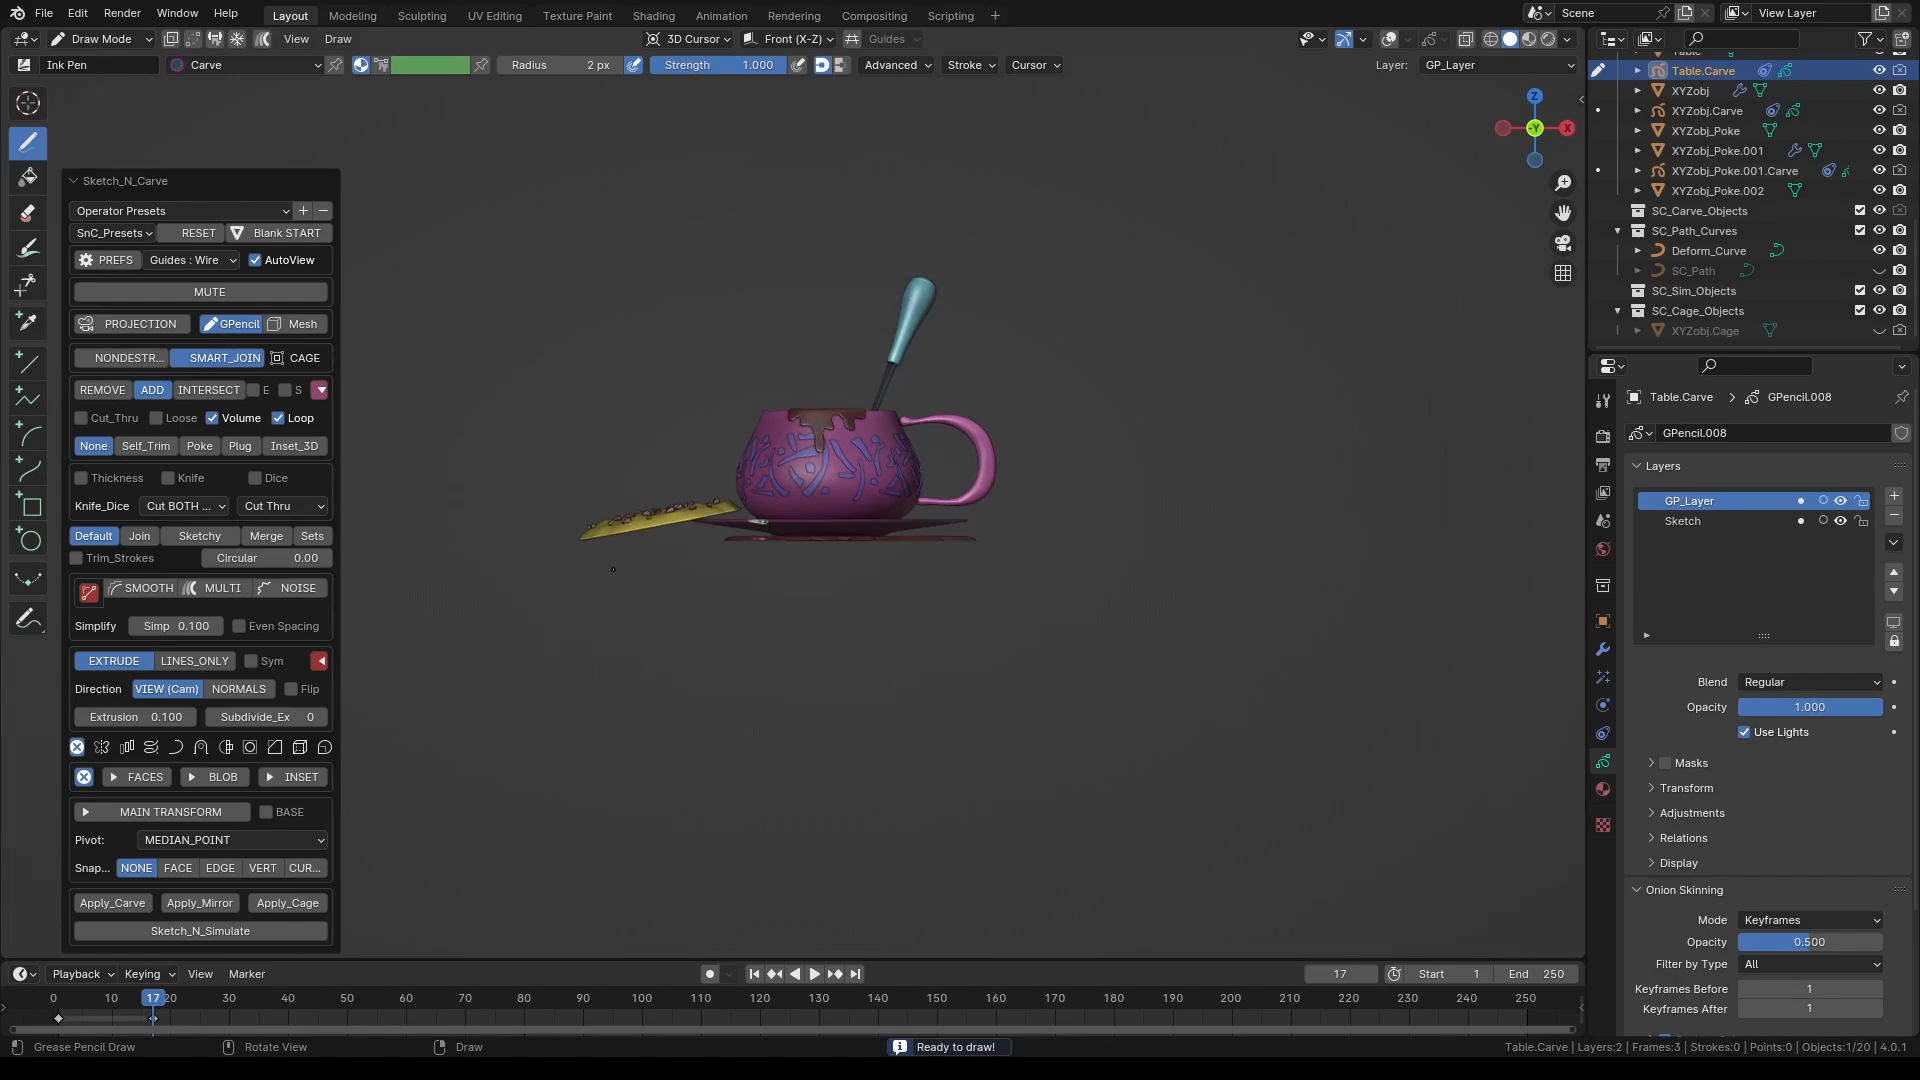 File Edit Render Window Help Layout Modeling Sculpting UV Editing Texture Paint Shading Animation Rendering Compositing Scripting + Scene View Layer
Draw Mode View Draw 3D Cursor Front (X-Z) Guides
Ink Pen Carve Radius 2 px Strength 1.000 Advanced Stroke Cursor Layer: GP_Layer
Table.Carve
XYZobj
XYZobj.Carve
XYZobj_Poke
XYZobj_Poke.001
XYZobj_Poke.001.Carve
XYZobj_Poke.002
SC_Carve_Objects
SC_Path_Curves
Deform_Curve
SC_Path
SC_Sim_Objects
SC_Cage_Objects
XYZobj.Cage
Z
-Y X
Sketch_N_Carve
Operator Presets + −
SnC_Presets RESET Blank START
PREFS Guides : Wire AutoView
MUTE
PROJECTION GPencil Mesh
NONDESTR... SMART_JOIN CAGE
REMOVE ADD INTERSECT E S
Cut_Thru Loose Volume Loop
None Self_Trim Poke Plug Inset_3D
Thickness Knife Dice
Knife_Dice Cut BOTH ... Cut Thru
Default Join Sketchy Merge Sets
Trim_Strokes Circular 0.00
SMOOTH MULTI NOISE
Simplify Simp 0.100 Even Spacing
EXTRUDE LINES_ONLY Sym
Direction VIEW (Cam) NORMALS Flip
Extrusion 0.100 Subdivide_Ex 0
FACES BLOB INSET
MAIN TRANSFORM BASE
Pivot: MEDIAN_POINT
Snap... NONE FACE EDGE VERT CUR...
Apply_Carve Apply_Mirror Apply_Cage
Sketch_N_Simulate
Table.Carve GPencil.008
GPencil.008
Layers
GP_Layer
Sketch
Blend Regular
Opacity 1.000
Use Lights
Masks
Transform
Adjustments
Relations
Display
Onion Skinning
Mode Keyframes
Opacity 0.500
Filter by Type All
Keyframes Before 1
Keyframes After 1
Playback Keying View Marker 17 Start 1 End 250
0 10 17 20 30 40 50 60 70 80 90 100 110 120 130 140 150 160 170 180 190 200 210 220 230 240 250
Grease Pencil Draw Rotate View Draw Ready to draw! Table.Carve | Layers:2 | Frames:3 | Strokes:0 | Points:0 | Objects:1/20 | 4.0.1